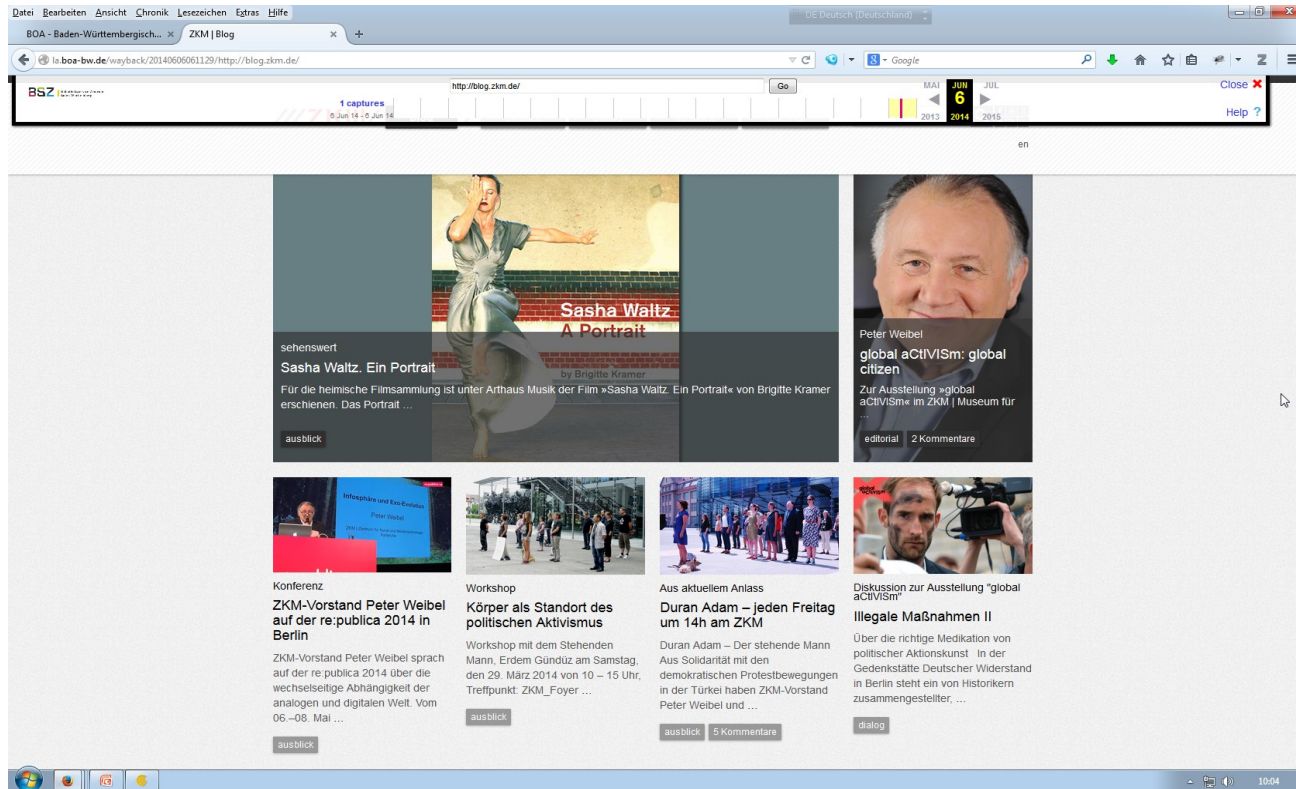 Datei Bearbeiten Ansicht Chronik Lesezeichen Extras Hilfe
DE Deutsch (Deutschland)
BOA - Baden-Württembergisch... ×
ZKM | Blog ×
la.boa-bw.de/wayback/20140606061129/http://blog.zkm.de/
Google
BSZ
http://blog.zkm.de/
Go
MAI JUN JUL
Close
1 captures
6
6 Jun 14 - 6 Jun 14
2013 2014 2015
Help ?
en
Sasha Waltz
A Portrait
by Brigitte Kramer
sehenswert
Sasha Waltz. Ein Portrait
Für die heimische Filmsammlung ist unter Arthaus Musik der Film »Sasha Waltz. Ein Portrait« von Brigitte Kramer
erschienen. Das Portrait …
ausblick
Peter Weibel
global aCtIVISm: global
citizen
Zur Ausstellung »global
aCtIVISm« im ZKM | Museum für
…
editorial 2 Kommentare
Infosphäre und Exo-Evolution
Peter Weibel
Konferenz
ZKM-Vorstand Peter Weibel
auf der re:publica 2014 in
Berlin
ZKM-Vorstand Peter Weibel sprach
auf der re:publica 2014 über die
wechselseitige Abhängigkeit der
analogen und digitalen Welt. Vom
06.–08. Mai …
ausblick
Workshop
Körper als Standort des
politischen Aktivismus
Workshop mit dem Stehenden
Mann, Erdem Gündüz am Samstag,
den 29. März 2014 von 10 – 15 Uhr,
Treffpunkt: ZKM_Foyer …
ausblick
Aus aktuellem Anlass
Duran Adam – jeden Freitag
um 14h am ZKM
Duran Adam – Der stehende Mann
Aus Solidarität mit den
demokratischen Protestbewegungen
in der Türkei haben ZKM-Vorstand
Peter Weibel und …
ausblick 5 Kommentare
global
aCtIVISm
Diskussion zur Ausstellung "global
aCtIVISm"
Illegale Maßnahmen II
Über die richtige Medikation von
politischer Aktionskunst In der
Gedenkstätte Deutscher Widerstand
in Berlin steht ein von Historikern
zusammengestellter, …
dialog
10:04